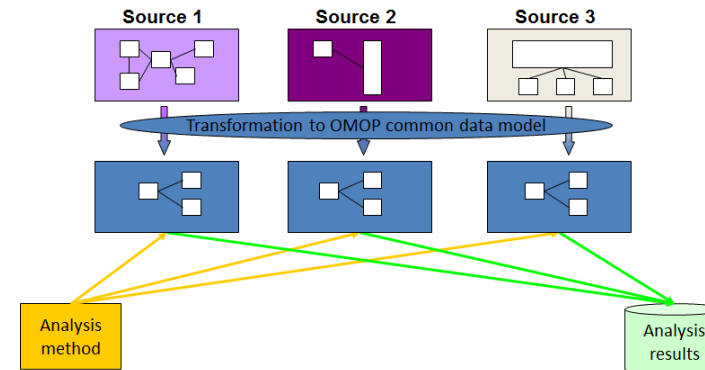 Source 1
Source 2
Source 3
Transformation to OMOP common data model
Analysis
method
Analysis
results